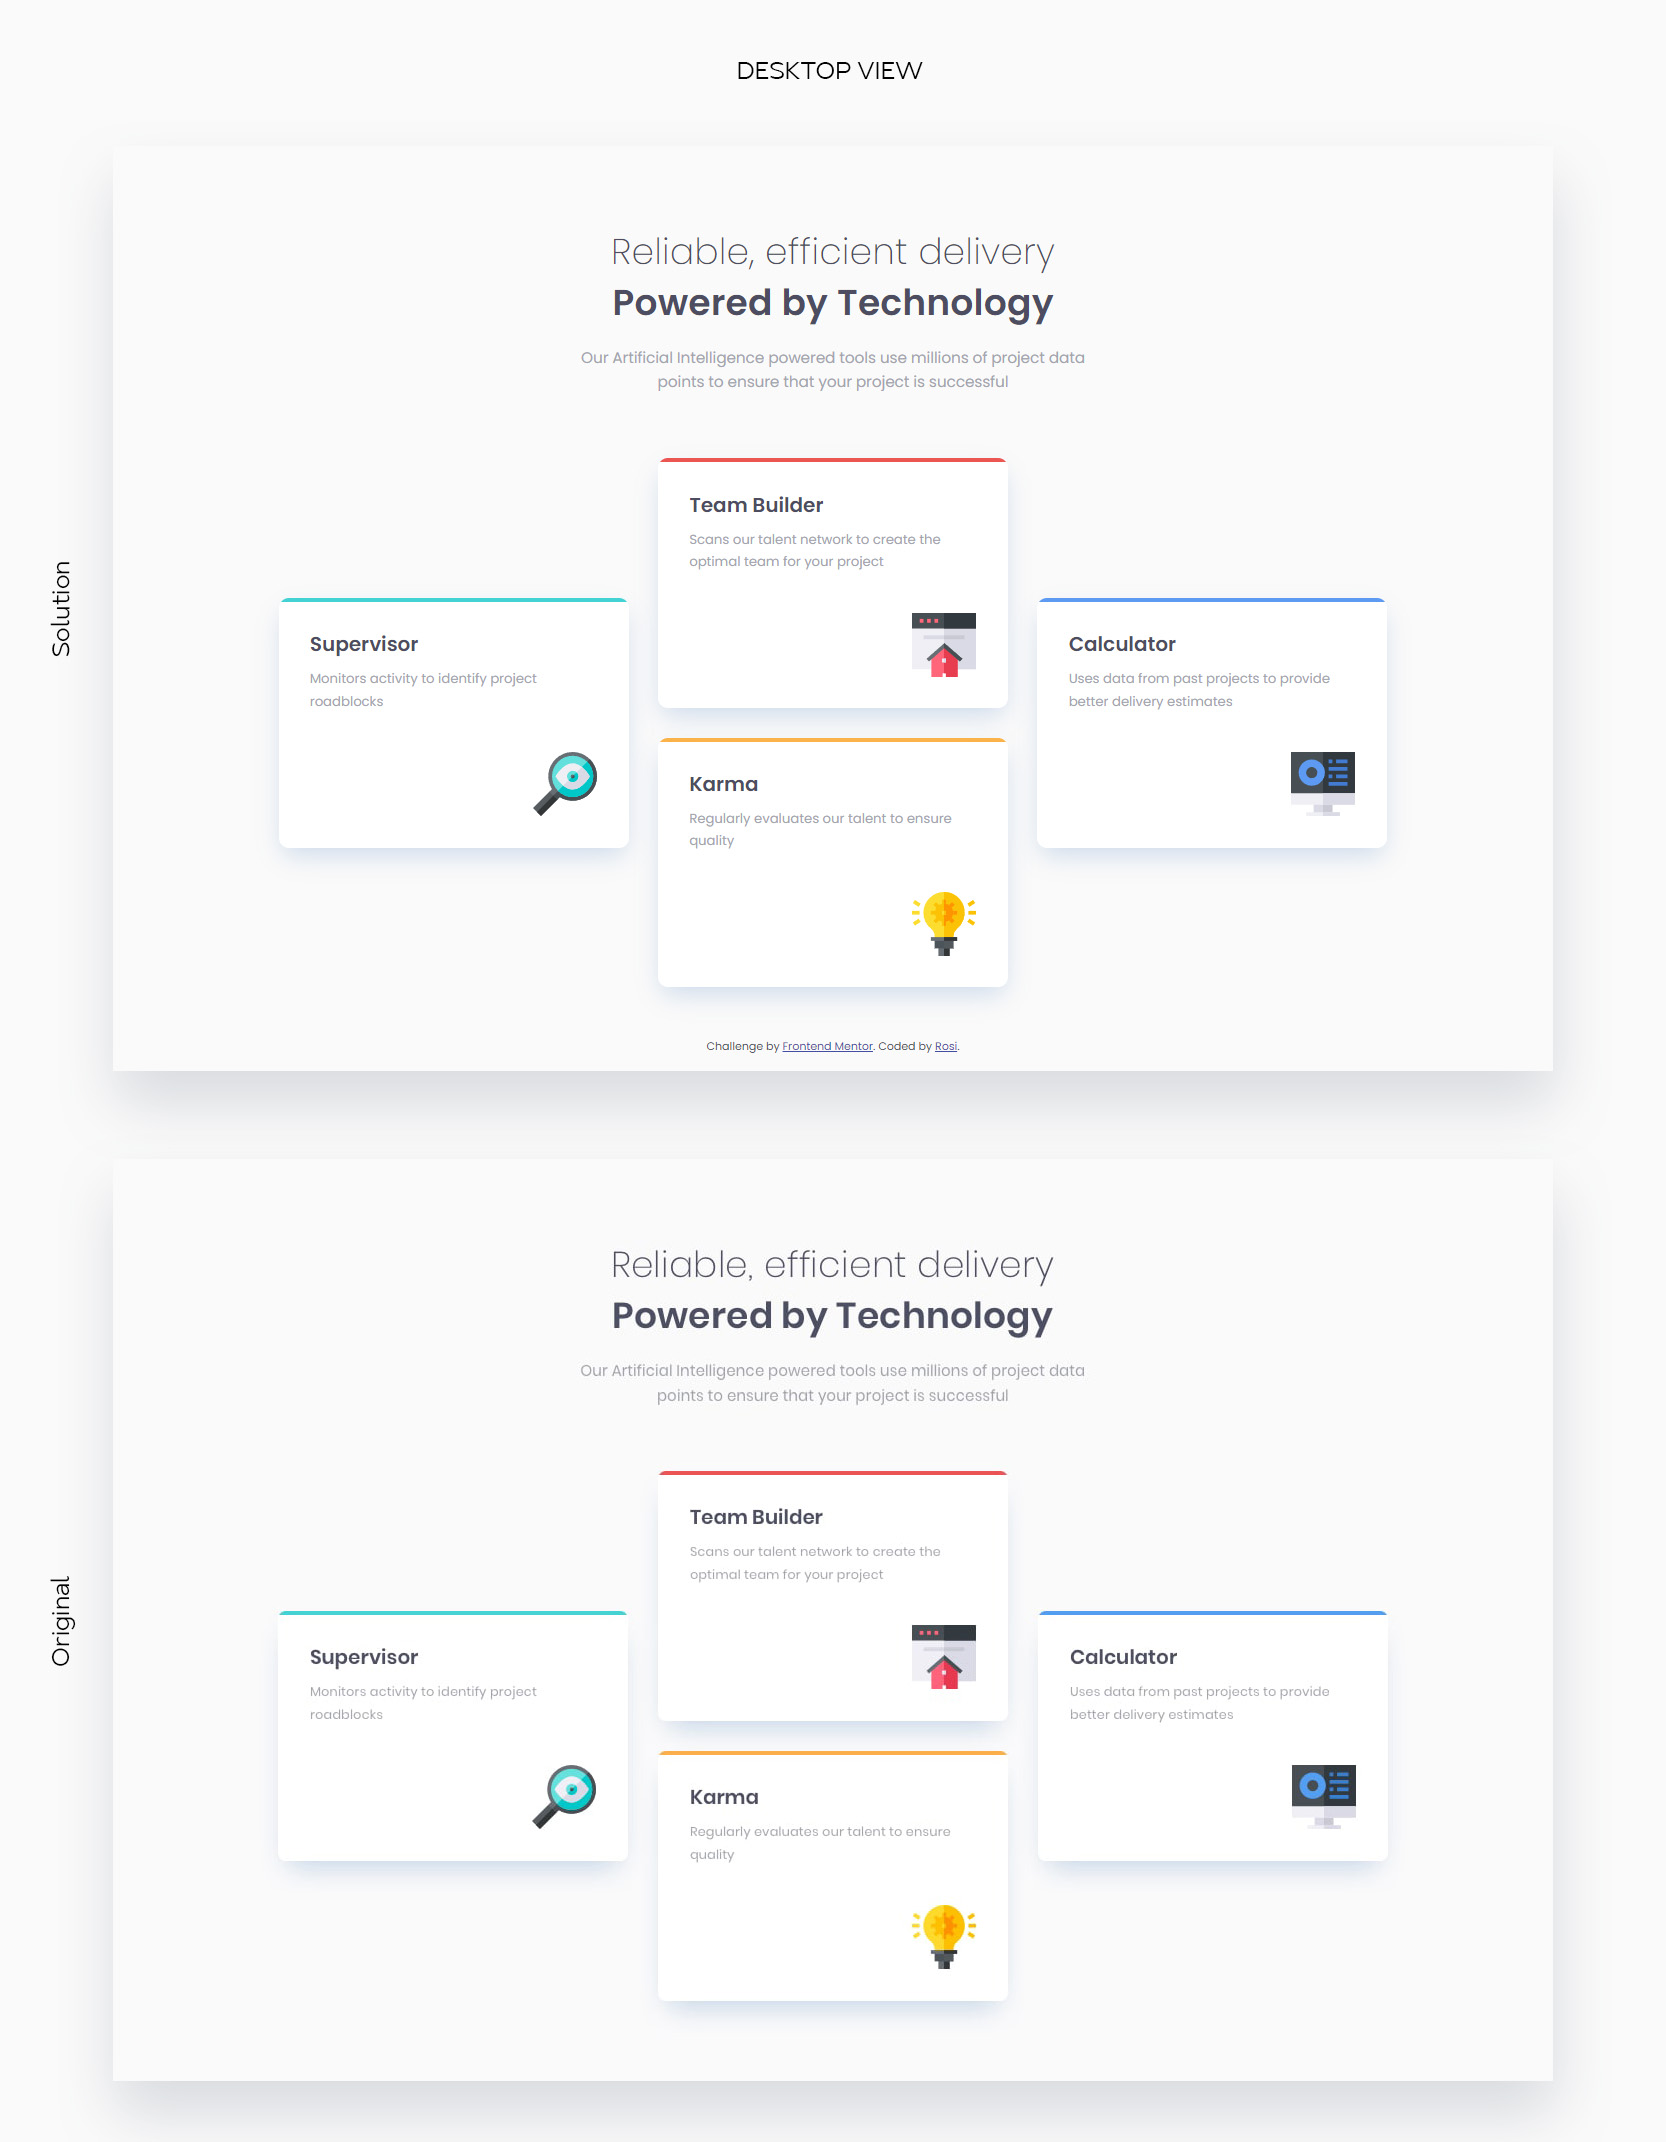 DESKTOP VIEW
Solution
Reliable, efficient delivery
Powered by Technology
Our Artificial Intelligence powered tools use millions of project data
points to ensure that your project is successful
Team Builder
Scans our talent network to create the
optimal team for your project
Supervisor
Monitors activity to identify project
roadblocks
Calculator
Uses data from past projects to provide
better delivery estimates
Karma
Regularly evaluates our talent to ensure
quality
Challenge by Frontend Mentor. Coded by Rosi.
Original
Reliable, efficient delivery
Powered by Technology
Our Artificial Intelligence powered tools use millions of project data
points to ensure that your project is successful
Team Builder
Scans our talent network to create the
optimal team for your project
Supervisor
Monitors activity to identify project
roadblocks
Calculator
Uses data from past projects to provide
better delivery estimates
Karma
Regularly evaluates our talent to ensure
quality